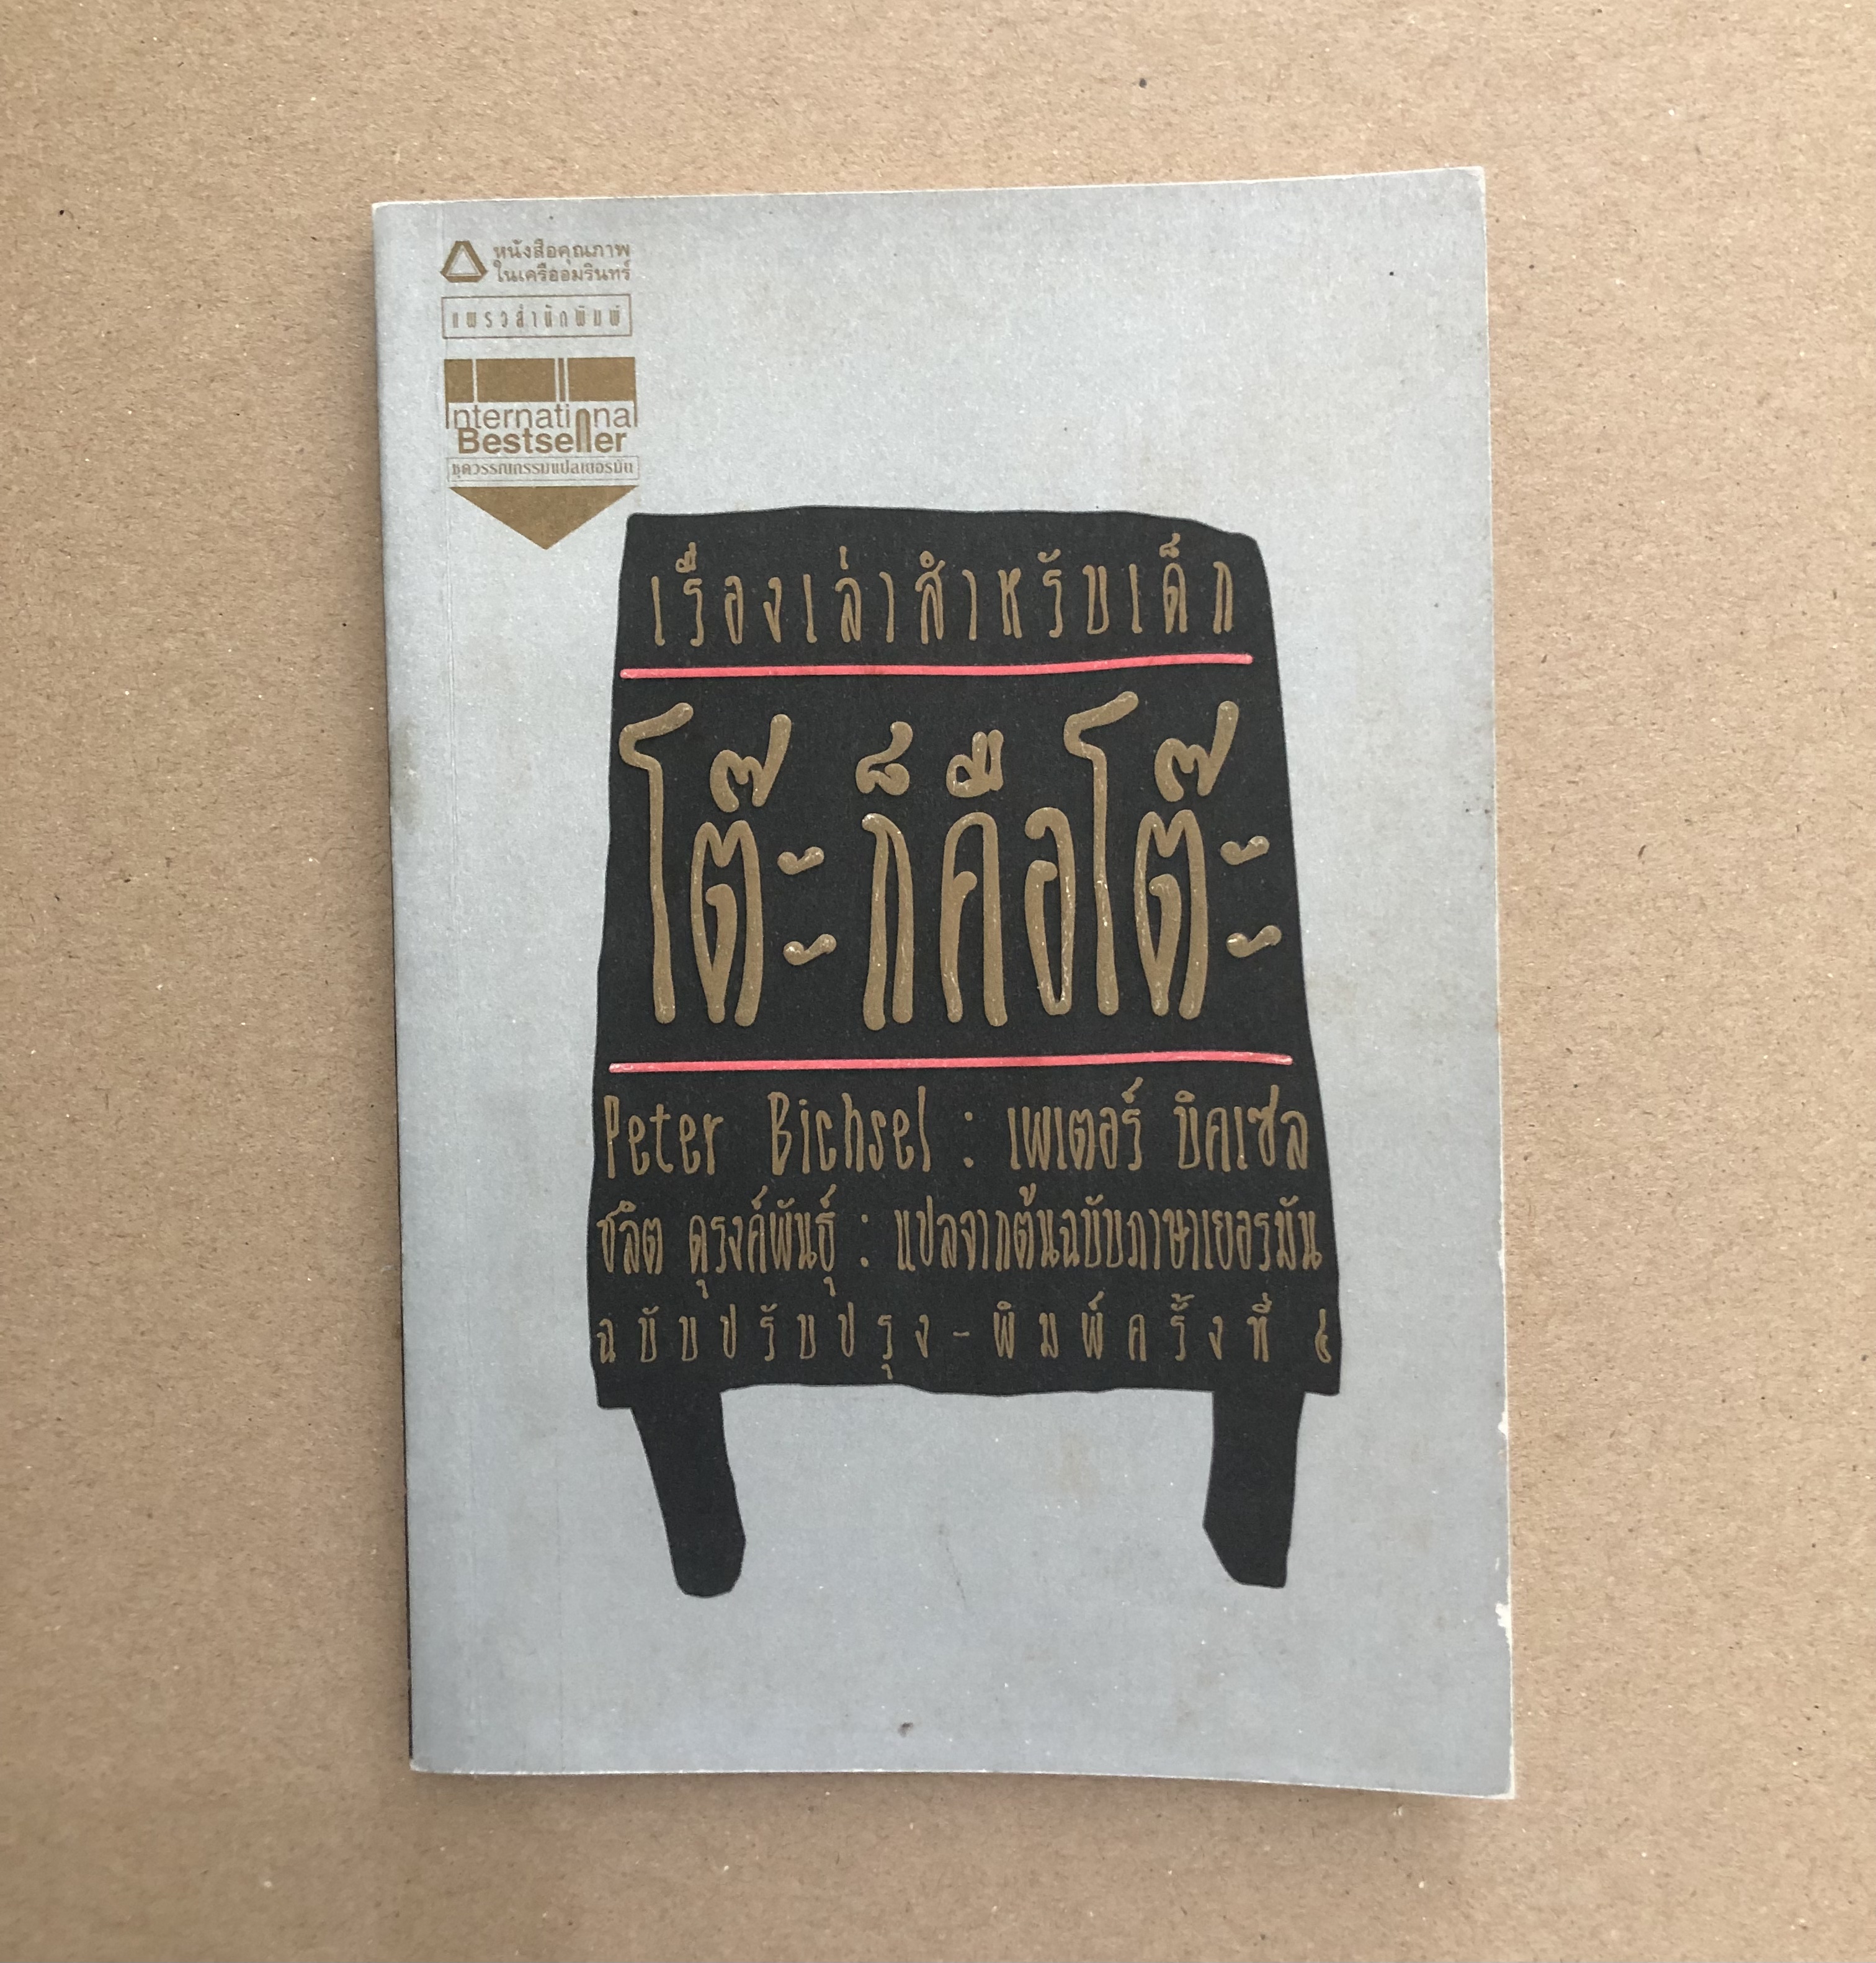 หนังสือคุณภาพ
ในเครืออมรินทร์
แพรวสำนักพิมพ์
International
Bestseller
ชุดวรรณกรรมแปลเยอรมัน
เรื่องเล่าสำหรับเด็ก
โต๊ะก็คือโต๊ะ
Peter Bichsel : เพเตอร์ บิคเซล
ชลิต ดุรงค์พันธุ์ : แปลจากต้นฉบับภาษาเยอรมัน
ฉบับปรับปรุง - พิมพ์ครั้งที่